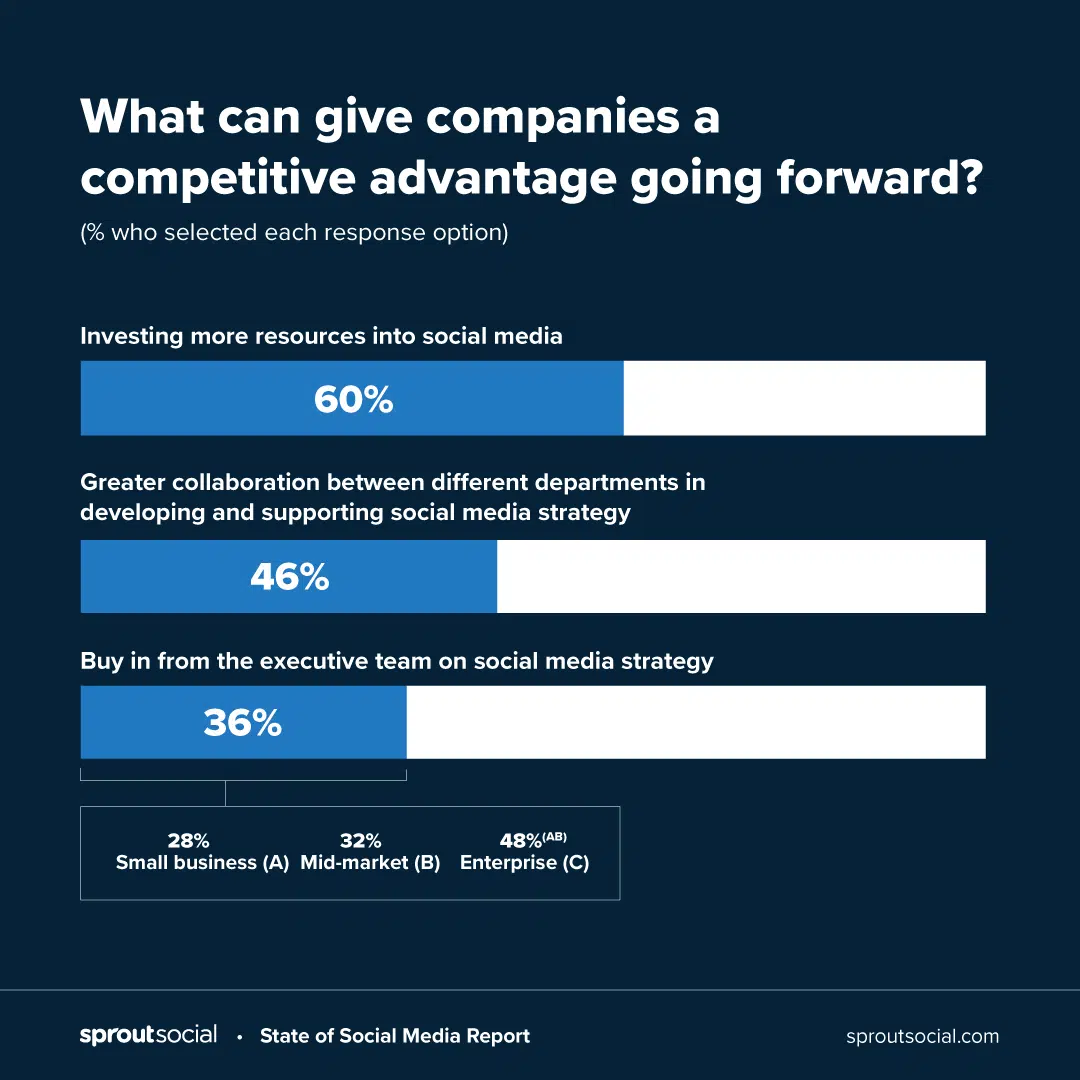 What can give companies a
competitive advantage going forward?
(% who selected each response option)
Investing more resources into social media
60%
Greater collaboration between different departments in
developing and supporting social media strategy
46%
Buy in from the executive team on social media strategy
36%
28% 32% 48%(AB)
Small business (A) Mid-market (B) Enterprise (C)
sproutsocial • State of Social Media Report sproutsocial.com